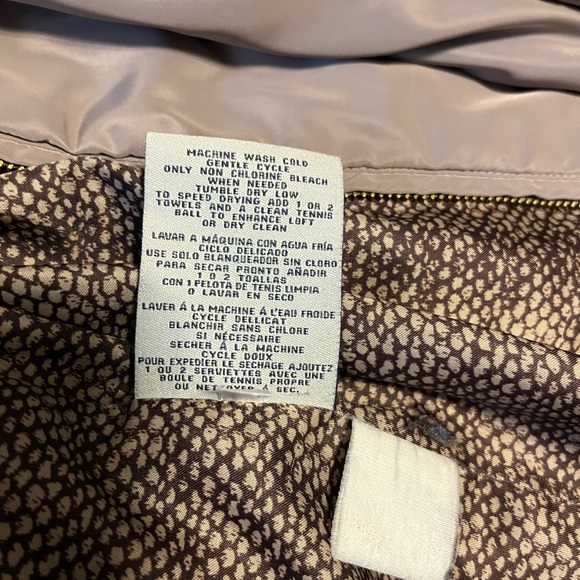 MACHINE WASH COLD
GENTLE CYCLE
ONLY NON CHLORINE BLEACH
WHEN NEEDED
TUMBLE DRY LOW
TO SPEED DRYING ADD 1 OR 2
TOWELS AND A CLEAN TENNIS
BALL TO ENHANCE LOFT
OR DRY CLEAN
LAVAR A MÁQUINA CON AGUA FRÍA
CICLO DELICADO
USE SOLO BLANQUEADOR SIN CLORO
PARA SECAR PRONTO AÑADIR
1 O 2 TOALLAS
CON 1 PELOTA DE TENIS LIMPIA
O LAVAR EN SECO
LAVER Á LA MACHINE Á L'EAU FROIDE
CYCLE DELLICAT
BLANCHIR SANS CHLORE
SI NÉCESSAIRE
SECHER Á LA MACHINE
CYCLE DOUX
POUR EXPEDIER LE SECHAGE AJOUTEZ
1 OU 2 SERVIETTES AVEC UNE
BOULE DE TENNIS PROPRE
OU Á SEC.